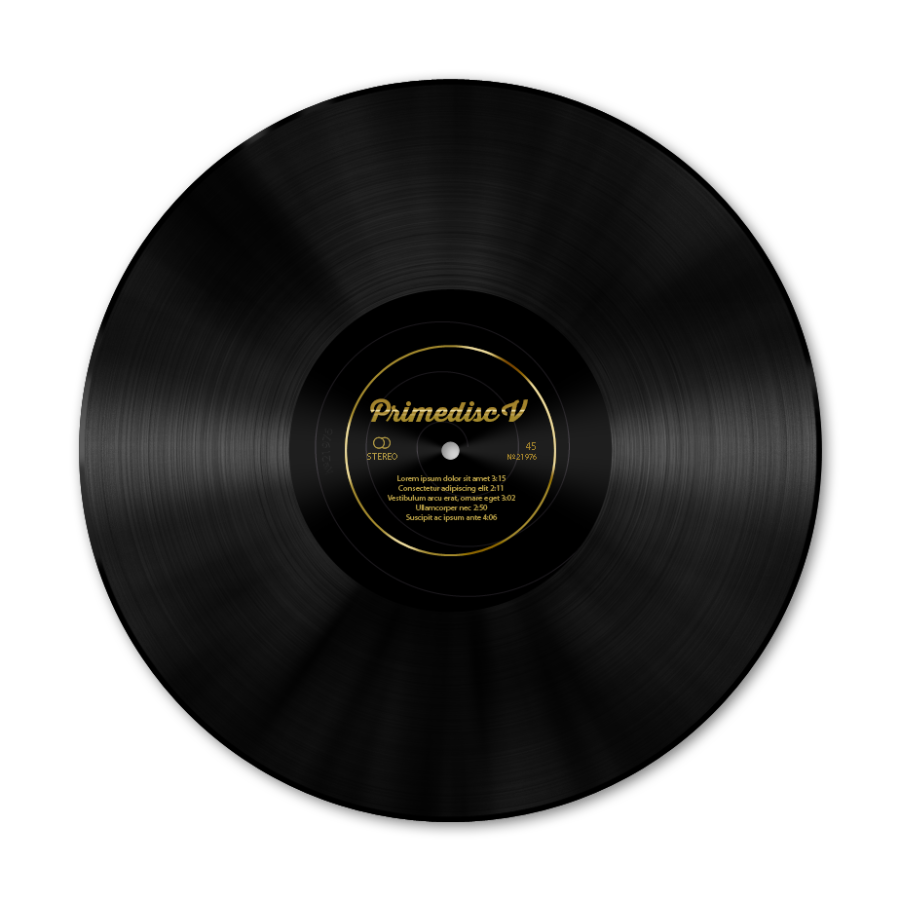 Primedisc V
STEREO
45
№21976
Lorem ipsum dolor sit amet 3:15
Consectetur adipiscing elit 2:11
Vestibulum arcu erat, ornare eget 3:02
Ullamcorper nec 2:50
Suscipit ac ipsum ante 4:06